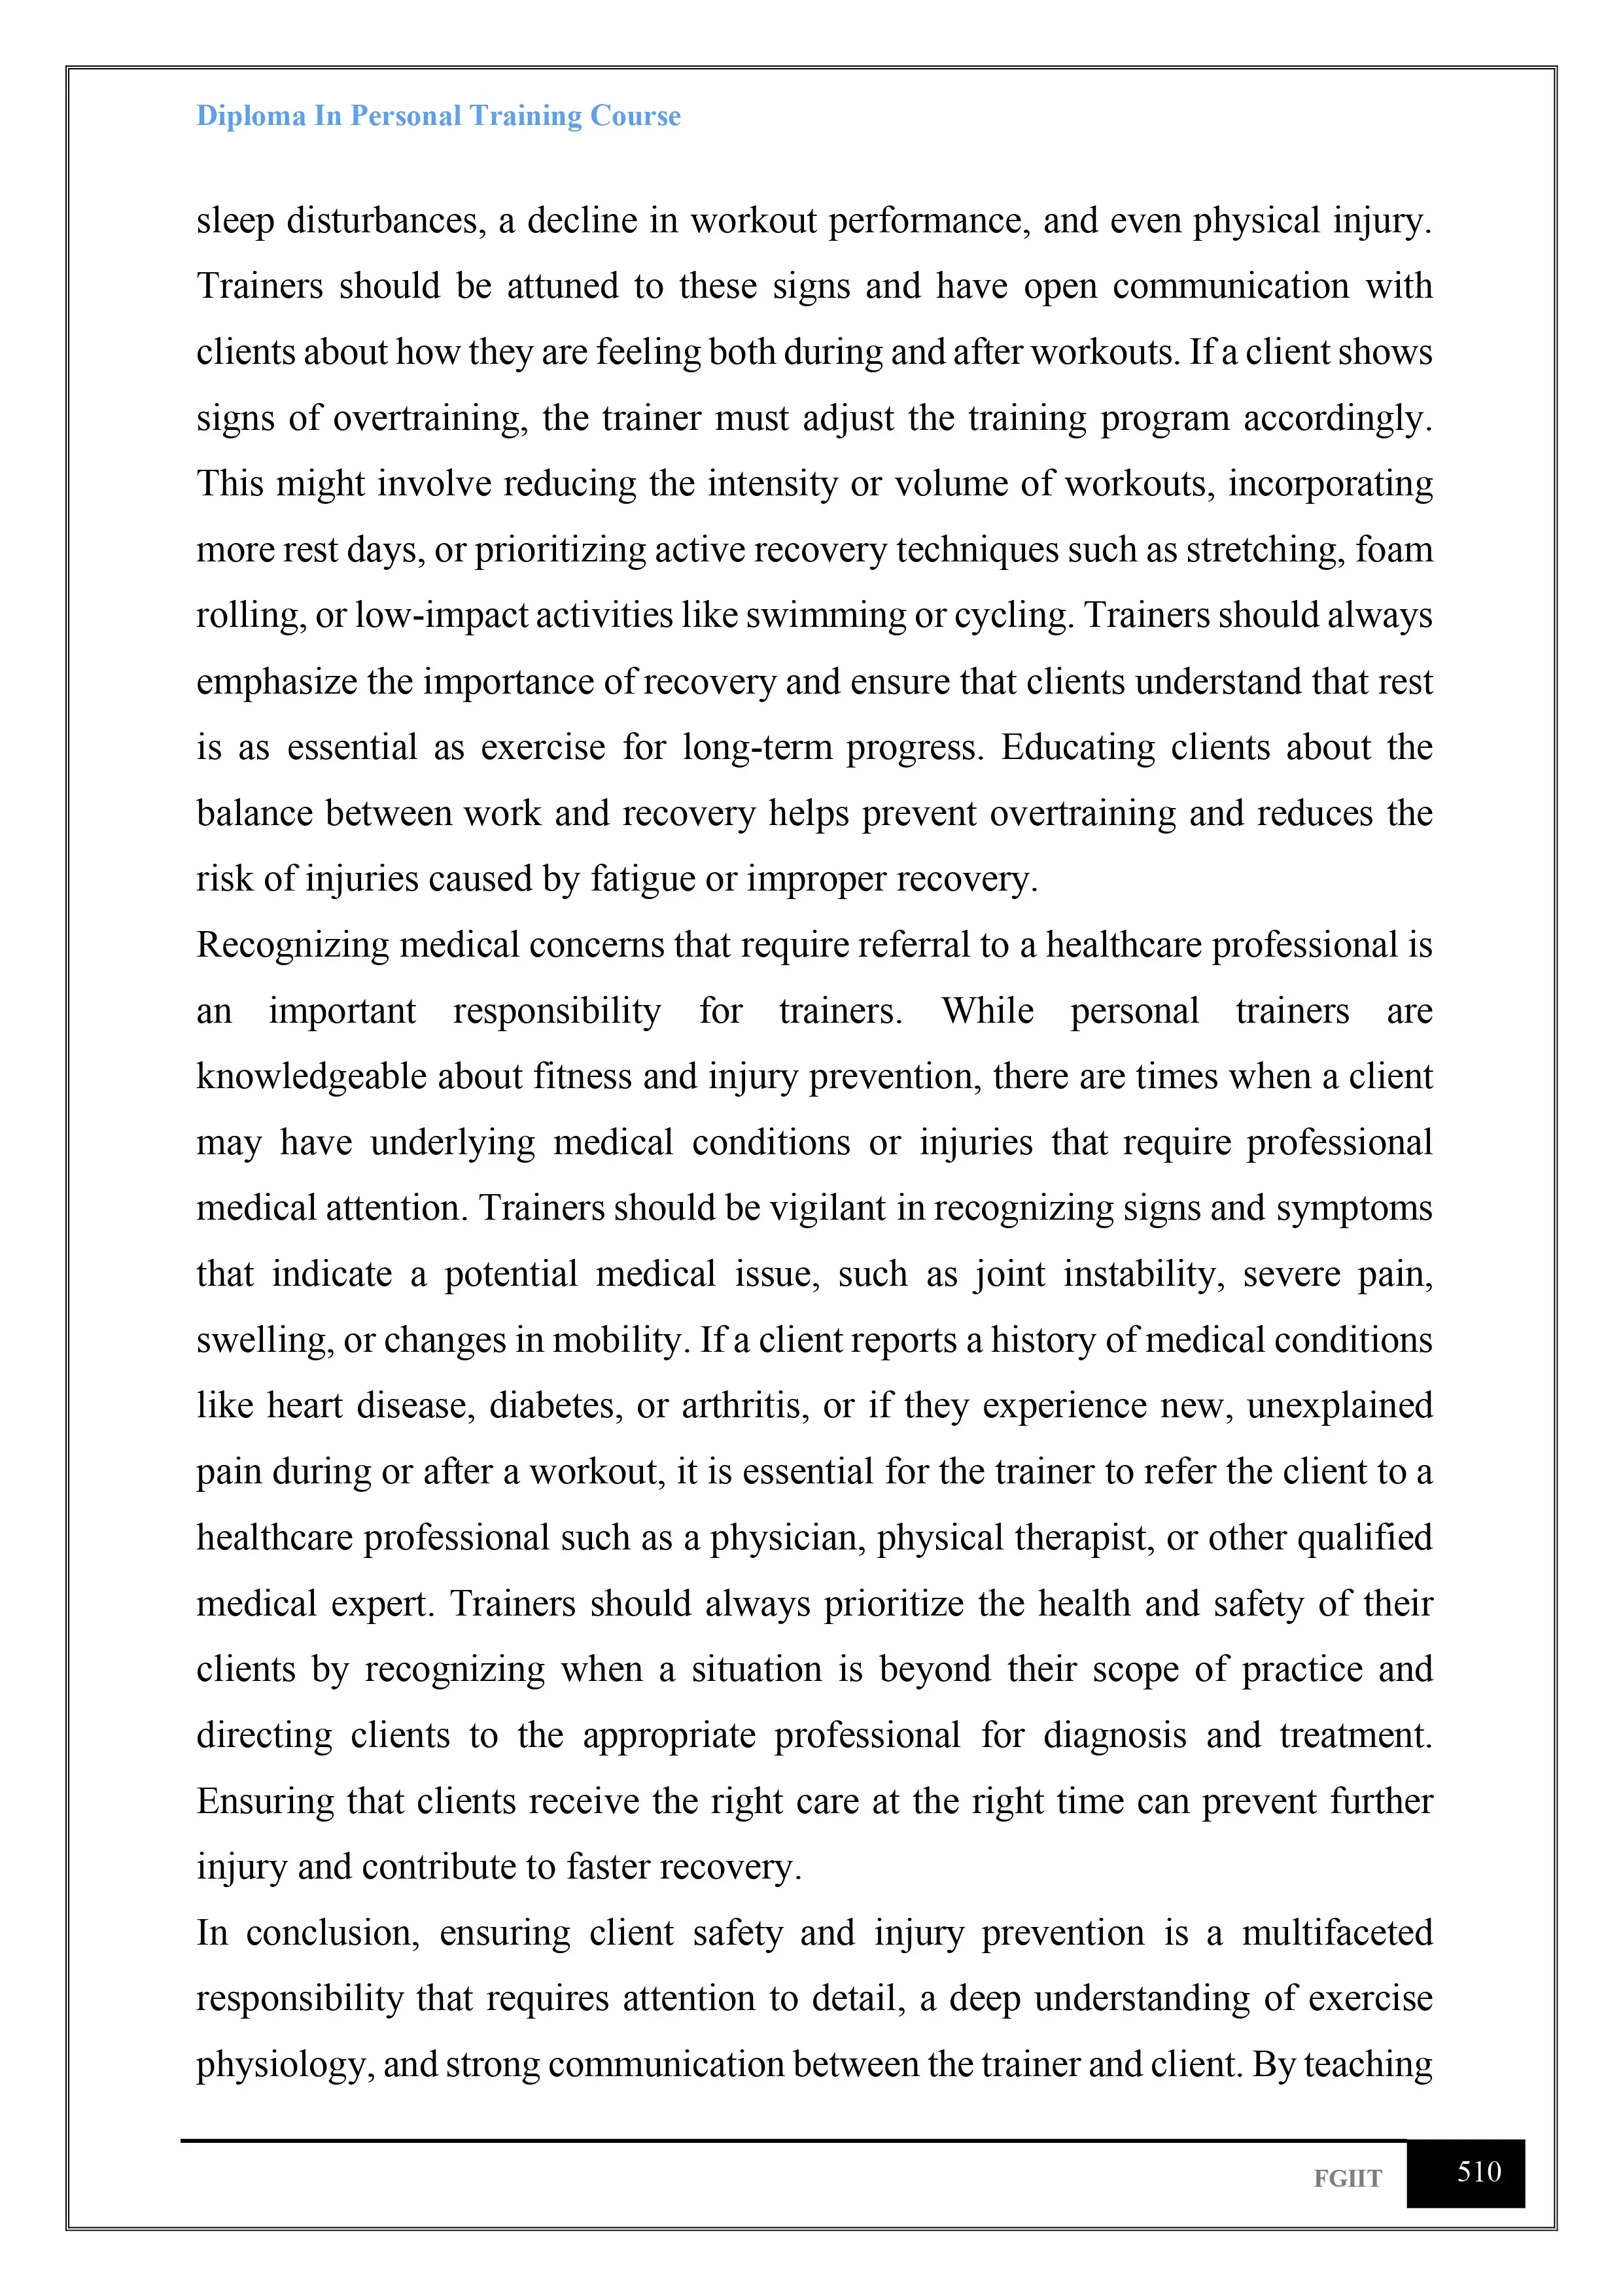 Diploma In Personal Training Course
sleep disturbances, a decline in workout performance, and even physical injury.
Trainers should be attuned to these signs and have open communication with
clients about how they are feeling both during and after workouts. If a client shows
signs of overtraining, the trainer must adjust the training program accordingly.
This might involve reducing the intensity or volume of workouts, incorporating
more rest days, or prioritizing active recovery techniques such as stretching, foam
rolling, or low-impact activities like swimming or cycling. Trainers should always
emphasize the importance of recovery and ensure that clients understand that rest
is as essential as exercise for long-term progress. Educating clients about the
balance between work and recovery helps prevent overtraining and reduces the
risk of injuries caused by fatigue or improper recovery.
Recognizing medical concerns that require referral to a healthcare professional is
an important responsibility for trainers. While personal trainers are
knowledgeable about fitness and injury prevention, there are times when a client
may have underlying medical conditions or injuries that require professional
medical attention. Trainers should be vigilant in recognizing signs and symptoms
that indicate a potential medical issue, such as joint instability, severe pain,
swelling, or changes in mobility. If a client reports a history of medical conditions
like heart disease, diabetes, or arthritis, or if they experience new, unexplained
pain during or after a workout, it is essential for the trainer to refer the client to a
healthcare professional such as a physician, physical therapist, or other qualified
medical expert. Trainers should always prioritize the health and safety of their
clients by recognizing when a situation is beyond their scope of practice and
directing clients to the appropriate professional for diagnosis and treatment.
Ensuring that clients receive the right care at the right time can prevent further
injury and contribute to faster recovery.
In conclusion, ensuring client safety and injury prevention is a multifaceted
responsibility that requires attention to detail, a deep understanding of exercise
physiology, and strong communication between the trainer and client. By teaching
FGIIT
510